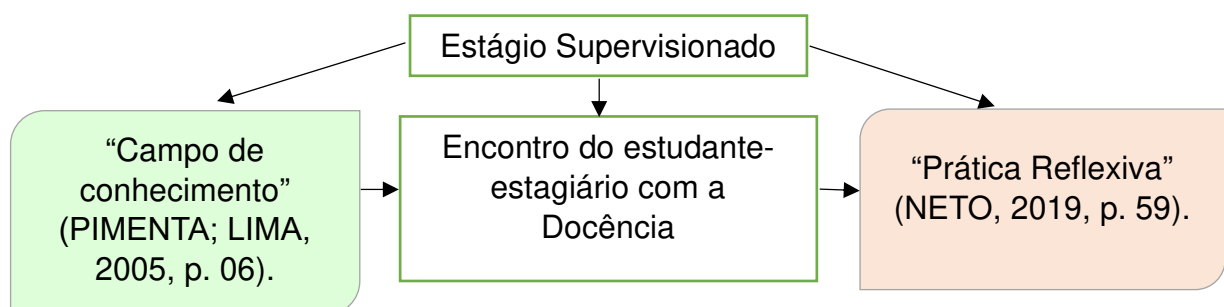 Estágio Supervisionado
“Campo de
conhecimento”
(PIMENTA; LIMA,
2005, p. 06).
Encontro do estudante-
estagiário com a
Docência
“Prática Reflexiva”
(NETO, 2019, p. 59).